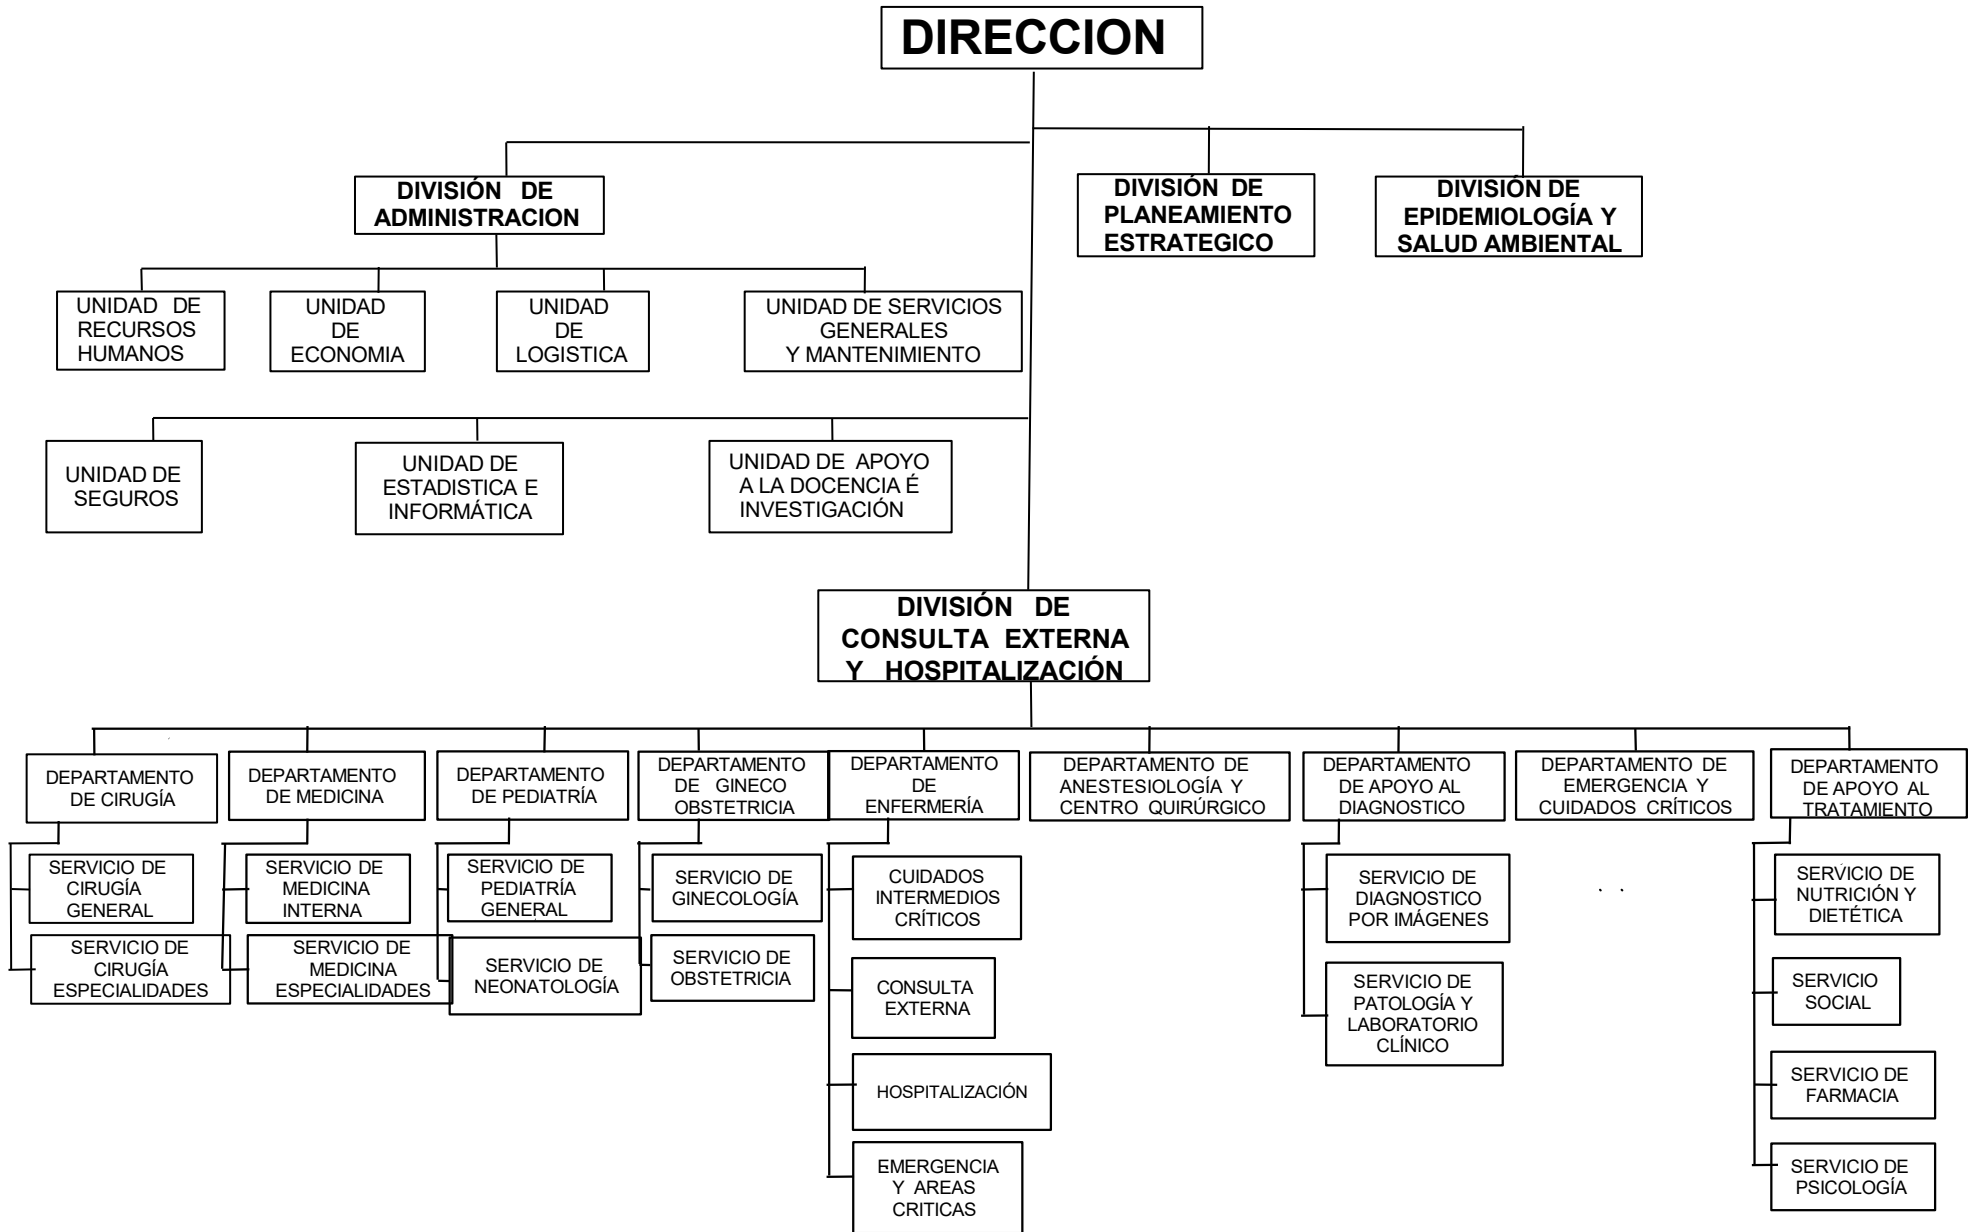 DIRECCION
DIVISIÓN DE
ADMINISTRACION
DIVISIÓN DE
PLANEAMIENTO
ESTRATEGICO
DIVISIÓN DE
EPIDEMIOLOGÍA Y
SALUD AMBIENTAL
UNIDAD DE
RECURSOS
HUMANOS
UNIDAD
DE
ECONOMIA
UNIDAD
DE
LOGISTICA
UNIDAD DE SERVICIOS
GENERALES
Y MANTENIMIENTO
UNIDAD DE
SEGUROS
UNIDAD DE
ESTADISTICA E
INFORMÁTICA
UNIDAD DE APOYO
A LA DOCENCIA É
INVESTIGACIÓN
DIVISIÓN DE
CONSULTA EXTERNA
Y HOSPITALIZACIÓN
DEPARTAMENTO
DE CIRUGÍA
DEPARTAMENTO
DE MEDICINA
DEPARTAMENTO
DE PEDIATRÍA
DEPARTAMENTO
DE GINECO
OBSTETRICIA
DEPARTAMENTO
DE
ENFERMERÍA
DEPARTAMENTO DE
ANESTESIOLOGÍA Y
CENTRO QUIRÚRGICO
DEPARTAMENTO
DE APOYO AL
DIAGNOSTICO
DEPARTAMENTO DE
EMERGENCIA Y
CUIDADOS CRÍTICOS
DEPARTAMENTO
DE APOYO AL
TRATAMIENTO
SERVICIO DE
CIRUGÍA
GENERAL
SERVICIO DE
CIRUGÍA
ESPECIALIDADES
SERVICIO DE
MEDICINA
INTERNA
SERVICIO DE
MEDICINA
ESPECIALIDADES
SERVICIO DE
PEDIATRÍA
GENERAL
SERVICIO DE
NEONATOLOGÍA
SERVICIO DE
GINECOLOGÍA
SERVICIO DE
OBSTETRICIA
CUIDADOS
INTERMEDIOS
CRÍTICOS
CONSULTA
EXTERNA
HOSPITALIZACIÓN
EMERGENCIA
Y AREAS
CRITICAS
SERVICIO DE
DIAGNOSTICO
POR IMÁGENES
SERVICIO DE
PATOLOGÍA Y
LABORATORIO
CLÍNICO
SERVICIO DE
NUTRICIÓN Y
DIETÉTICA
SERVICIO
SOCIAL
SERVICIO DE
FARMACIA
SERVICIO DE
PSICOLOGÍA